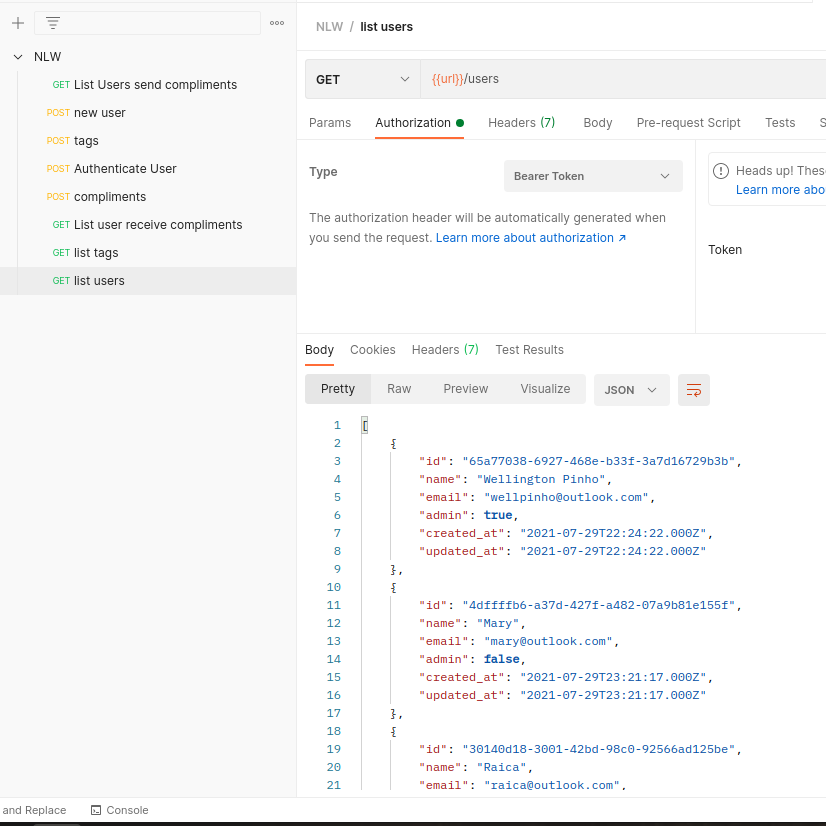 NLW
GET List Users send compliments
POST new user
POST tags
POST Authenticate User
POST compliments
GET List user receive compliments
GET list tags
GET list users
NLW / list users
GET {{url}}/users
Params Authorization Headers (7) Body Pre-request Script Tests S
Type Bearer Token
The authorization header will be automatically generated when
you send the request. Learn more about authorization ↗
Heads up! These
Learn more abo
Token
Body Cookies Headers (7) Test Results
Pretty Raw Preview Visualize JSON
1 [
2 {
3 "id": "65a77038-6927-468e-b33f-3a7d16729b3b",
4 "name": "Wellington Pinho",
5 "email": "wellpinho@outlook.com",
6 "admin": true,
7 "created_at": "2021-07-29T22:24:22.000Z",
8 "updated_at": "2021-07-29T22:24:22.000Z"
9 },
10 {
11 "id": "4dffffb6-a37d-427f-a482-07a9b81e155f",
12 "name": "Mary",
13 "email": "mary@outlook.com",
14 "admin": false,
15 "created_at": "2021-07-29T23:21:17.000Z",
16 "updated_at": "2021-07-29T23:21:17.000Z"
17 },
18 {
19 "id": "30140d18-3001-42bd-98c0-92566ad125be",
20 "name": "Raica",
21 "email": "raica@outlook.com",
and Replace Console